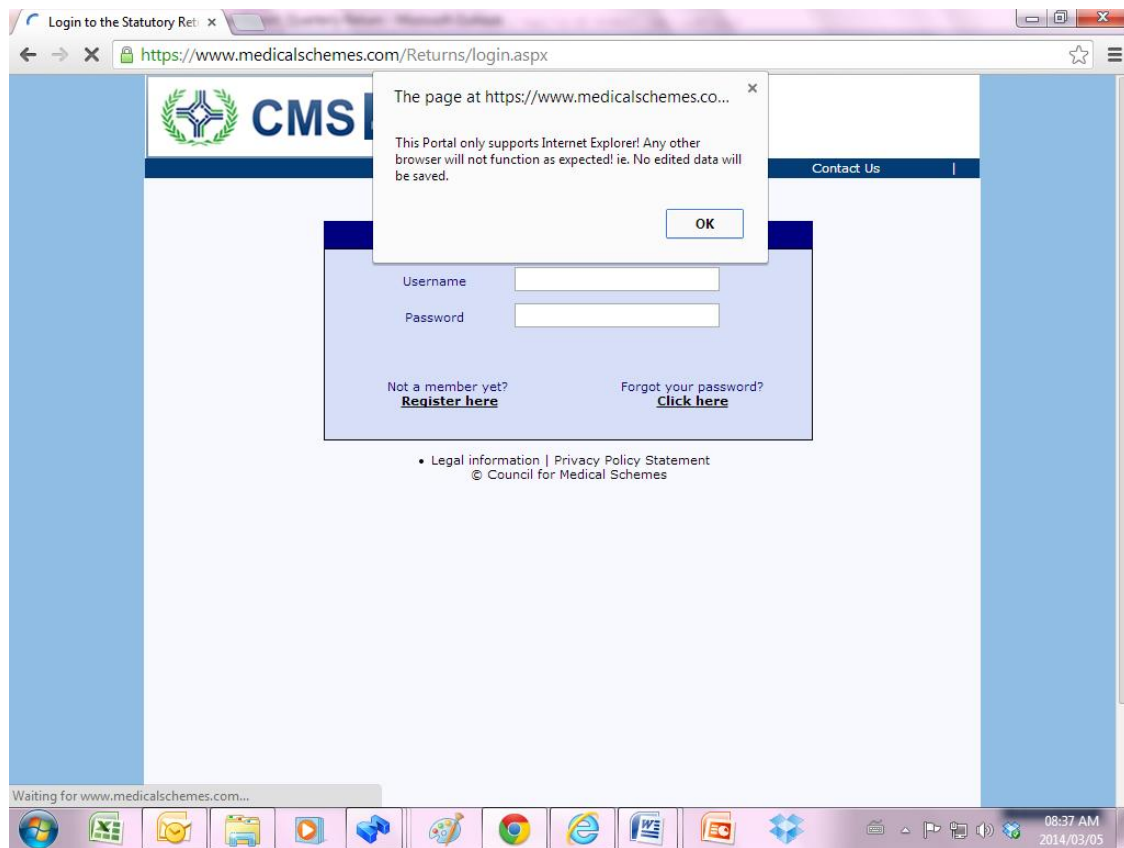 Login to the Statutory Ret
https://www.medicalschemes.com/Returns/login.aspx
CMS
The page at https://www.medicalschemes.co...
This Portal only supports Internet Explorer! Any other
browser will not function as expected! ie. No edited data will
be saved.
OK
Contact Us |
Username
Password
Not a member yet? Forgot your password?
Register here Click here
• Legal information | Privacy Policy Statement
© Council for Medical Schemes
Waiting for www.medicalschemes.com...
08:37 AM
2014/03/05